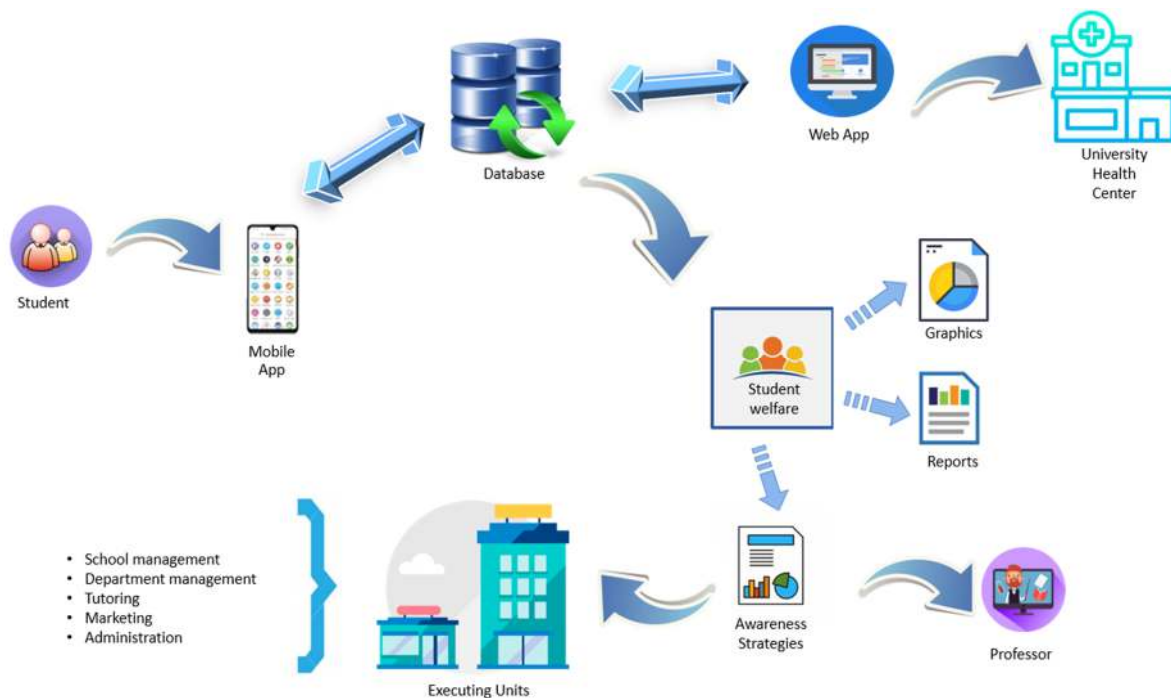 Database
Web App
University
Health
Center
Student
Mobile
App
Graphics
Student
welfare
Reports
• School management
• Department management
• Tutoring
• Marketing
• Administration
Awareness
Strategies
Professor
Executing Units